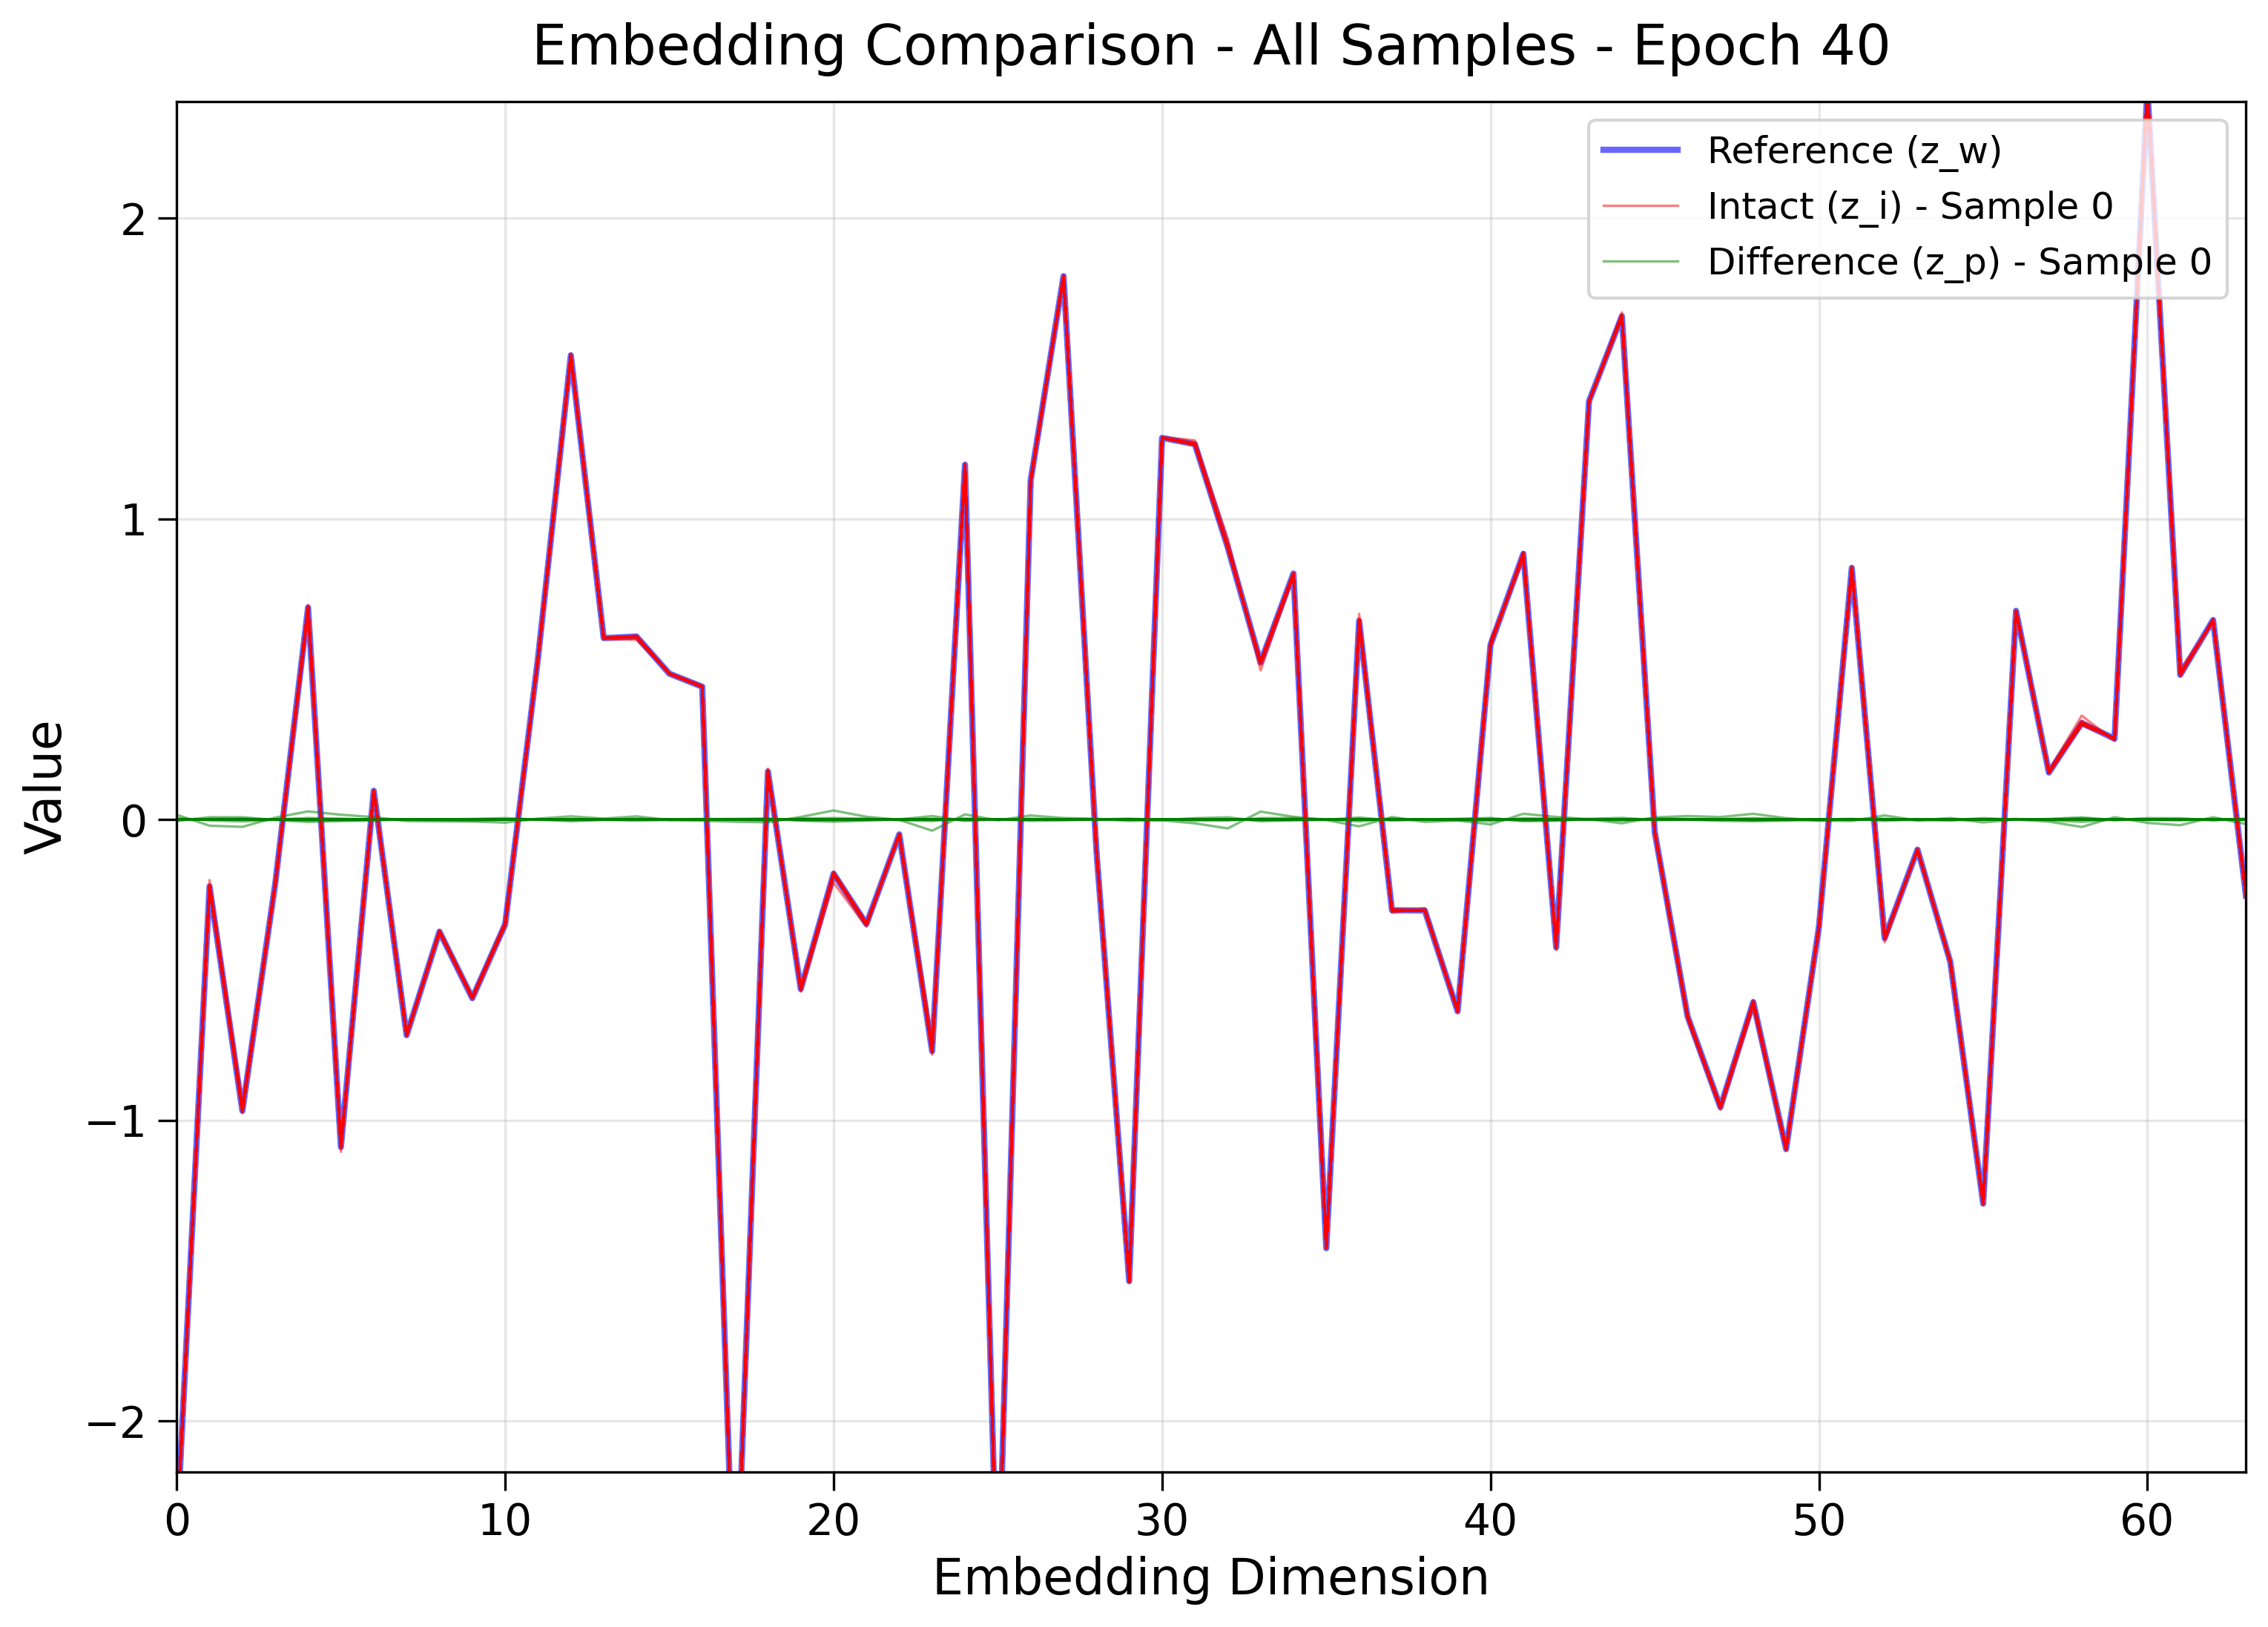 Embedding Comparison - All Samples - Epoch 40
Reference (z_w)
Intact (z_i) - Sample 0
Difference (z_p) - Sample 0
2
1
0
−1
−2
Value
0 10 20 30 40 50 60
Embedding Dimension